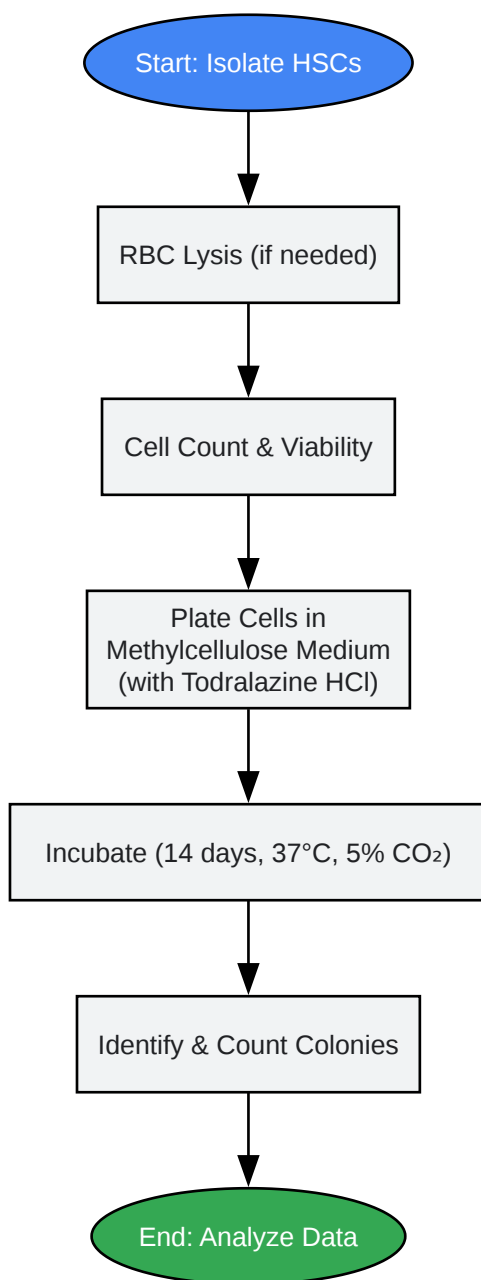 Start: Isolate HSCs
RBC Lysis (if needed)
Cell Count & Viability
Plate Cells in
Methylcellulose Medium
(with Todralazine HCl)
Incubate (14 days, 37°C, 5% CO₂)
Identify & Count Colonies
End: Analyze Data